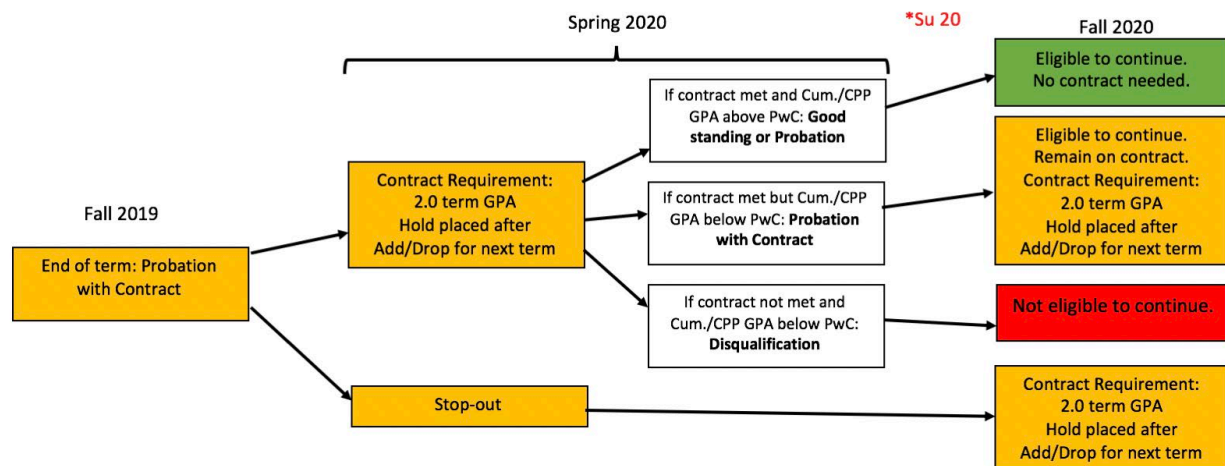 Spring 2020
*Su 20
Fall 2020
Fall 2019
End of term: Probation
with Contract
Contract Requirement:
2.0 term GPA
Hold placed after
Add/Drop for next term
Stop-out
If contract met and Cum./CPP
GPA above PwC: Good
standing or Probation
If contract met but Cum./CPP
GPA below PwC: Probation
with Contract
If contract not met and
Cum./CPP GPA below PwC:
Disqualification
Eligible to continue.
No contract needed.
Eligible to continue.
Remain on contract.
Contract Requirement:
2.0 term GPA
Hold placed after
Add/Drop for next term
Not eligible to continue.
Contract Requirement:
2.0 term GPA
Hold placed after
Add/Drop for next term